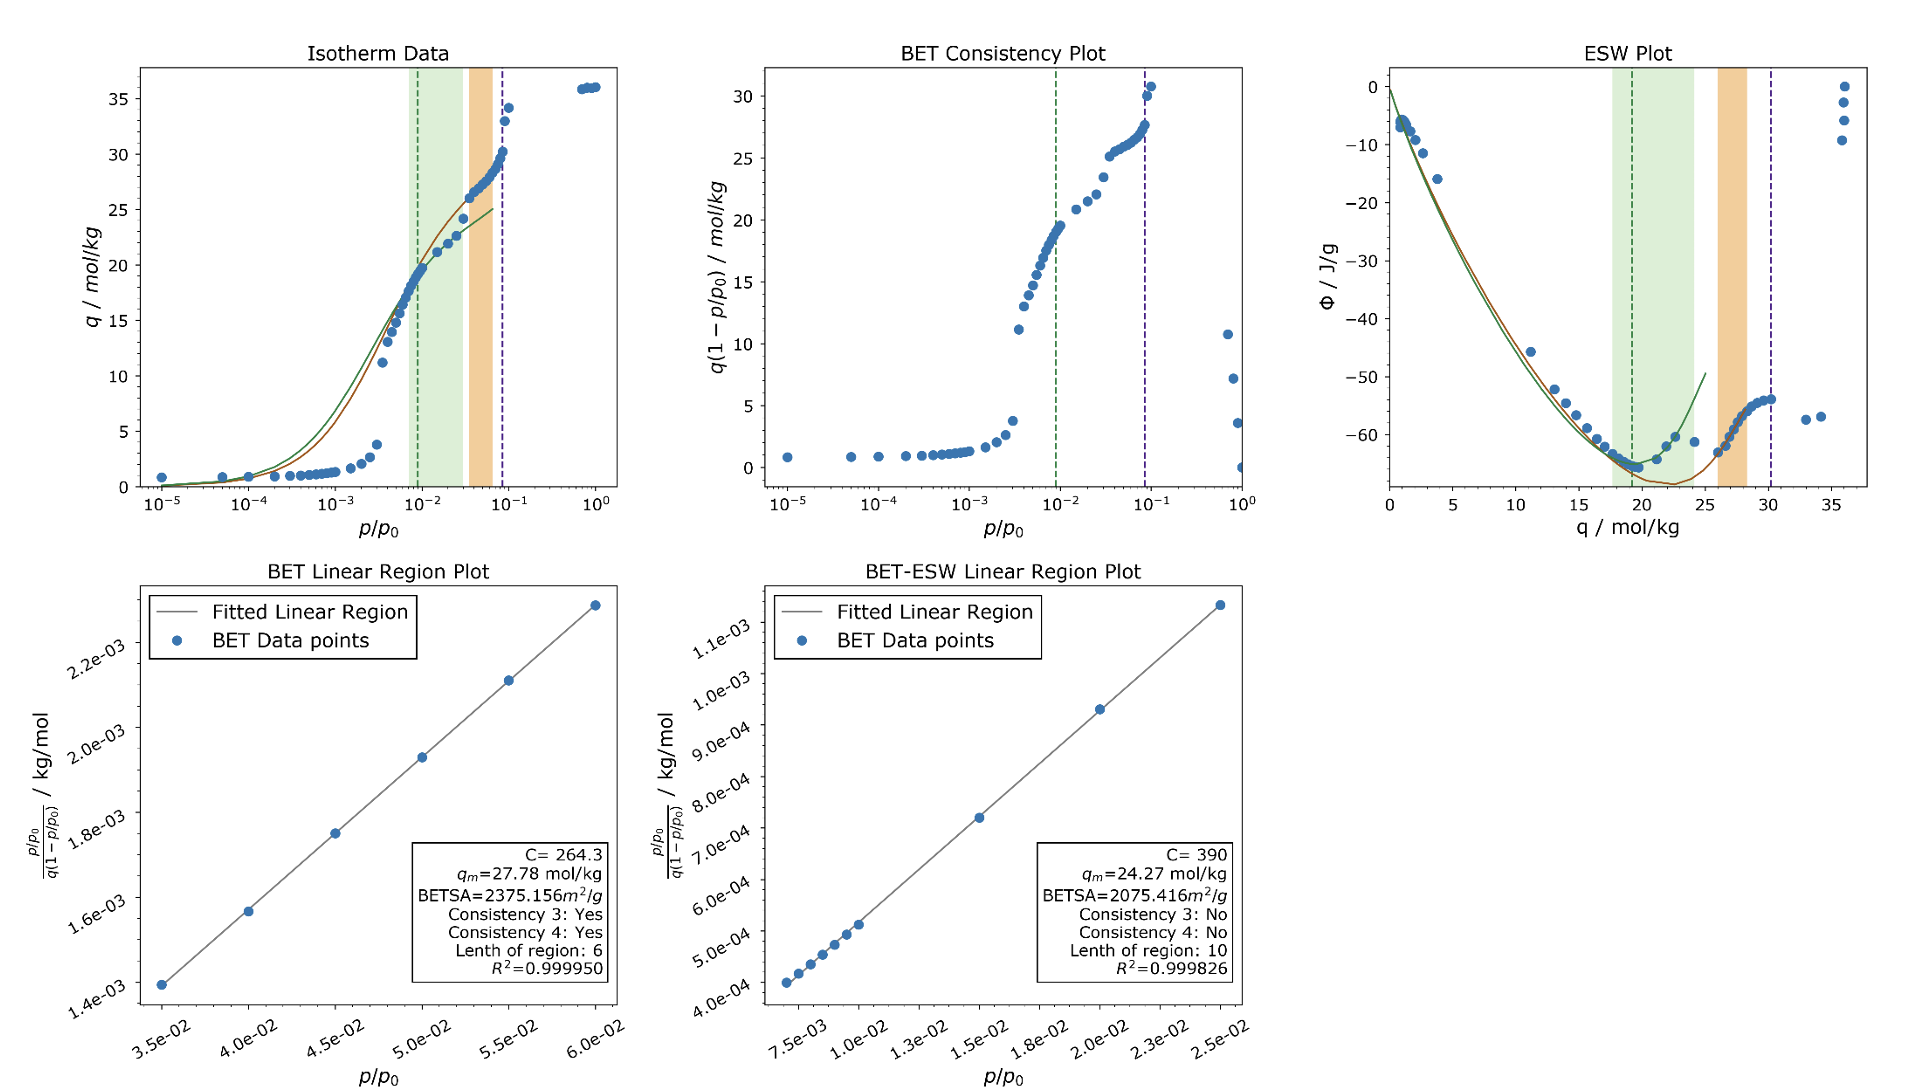 Isotherm Data
35
30
25
20
15
10
5
0
q / mol/kg
10⁻⁵ 10⁻⁴ 10⁻³ 10⁻² 10⁻¹ 10⁰
p/p₀
BET Consistency Plot
30
25
20
15
10
5
0
q(1 − p/p₀) / mol/kg
10⁻⁵ 10⁻⁴ 10⁻³ 10⁻² 10⁻¹ 10⁰
p/p₀
ESW Plot
0
−10
−20
−30
−40
−50
−60
Φ / J/g
0 5 10 15 20 25 30 35
q / mol/kg
BET Linear Region Plot
Fitted Linear Region
BET Data points
2.2e-03
2.0e-03
1.8e-03
1.6e-03
1.4e-03
p/p₀ / q(1 − p/p₀) / kg/mol
C= 264.3
qₘ=27.78 mol/kg
BETSA=2375.156m²/g
Consistency 3: Yes
Consistency 4: Yes
Lenth of region: 6
R²=0.999950
3.5e-02 4.0e-02 4.5e-02 5.0e-02 5.5e-02 6.0e-02
p/p₀
BET-ESW Linear Region Plot
Fitted Linear Region
BET Data points
1.1e-03
1.0e-03
9.0e-04
8.0e-04
7.0e-04
6.0e-04
5.0e-04
4.0e-04
p/p₀ / q(1 − p/p₀) / kg/mol
C= 390
qₘ=24.27 mol/kg
BETSA=2075.416m²/g
Consistency 3: No
Consistency 4: No
Lenth of region: 10
R²=0.999826
7.5e-03 1.0e-02 1.3e-02 1.5e-02 1.8e-02 2.0e-02 2.3e-02 2.5e-02
p/p₀